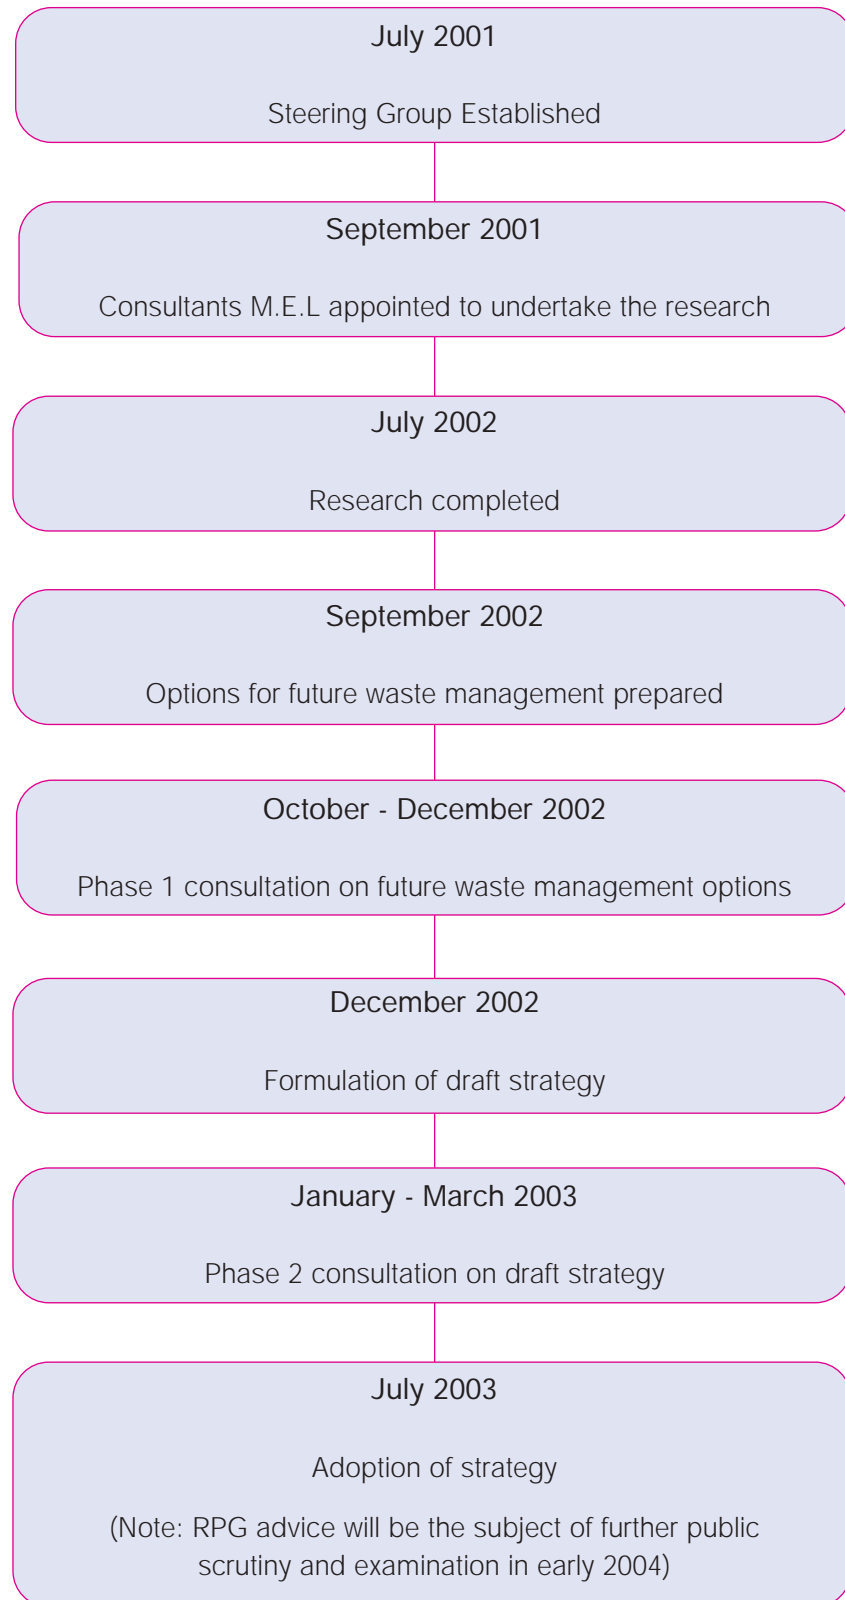 July 2001
Steering Group Established
September 2001
Consultants M.E.L appointed to undertake the research
July 2002
Research completed
September 2002
Options for future waste management prepared
October - December 2002
Phase 1 consultation on future waste management options
December 2002
Formulation of draft strategy
January - March 2003
Phase 2 consultation on draft strategy
July 2003
Adoption of strategy
(Note: RPG advice will be the subject of further public
scrutiny and examination in early 2004)